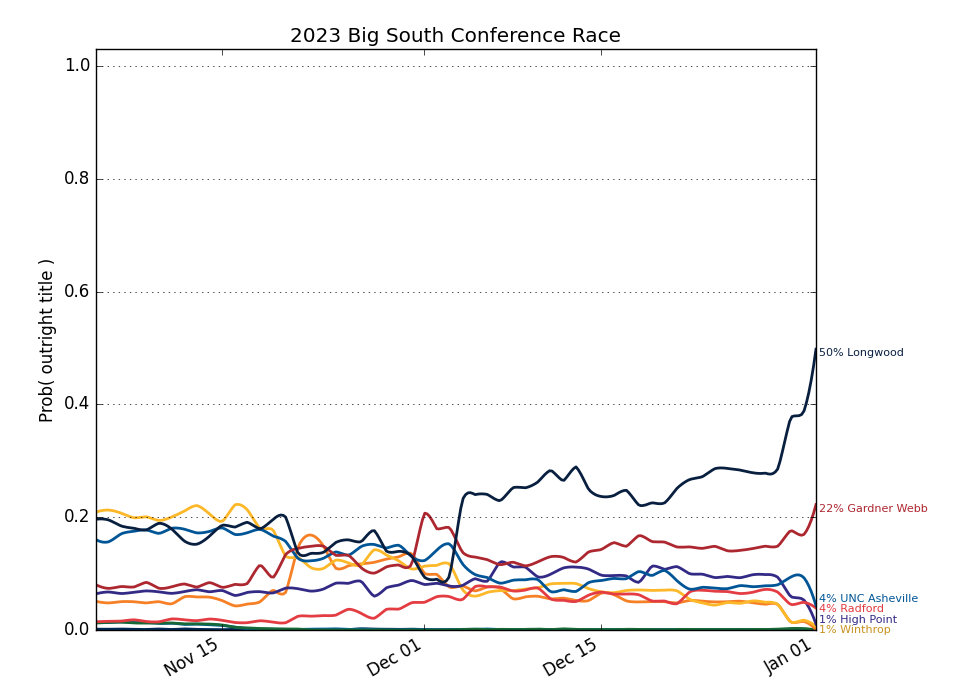 2023 Big South Conference Race
Prob( outright title )
1.0
0.8
0.6
0.4
0.2
0.0
Nov 15
Dec 01
Dec 15
Jan 01
50% Longwood
22% Gardner Webb
4% UNC Asheville
4% Radford
1% High Point
1% Winthrop